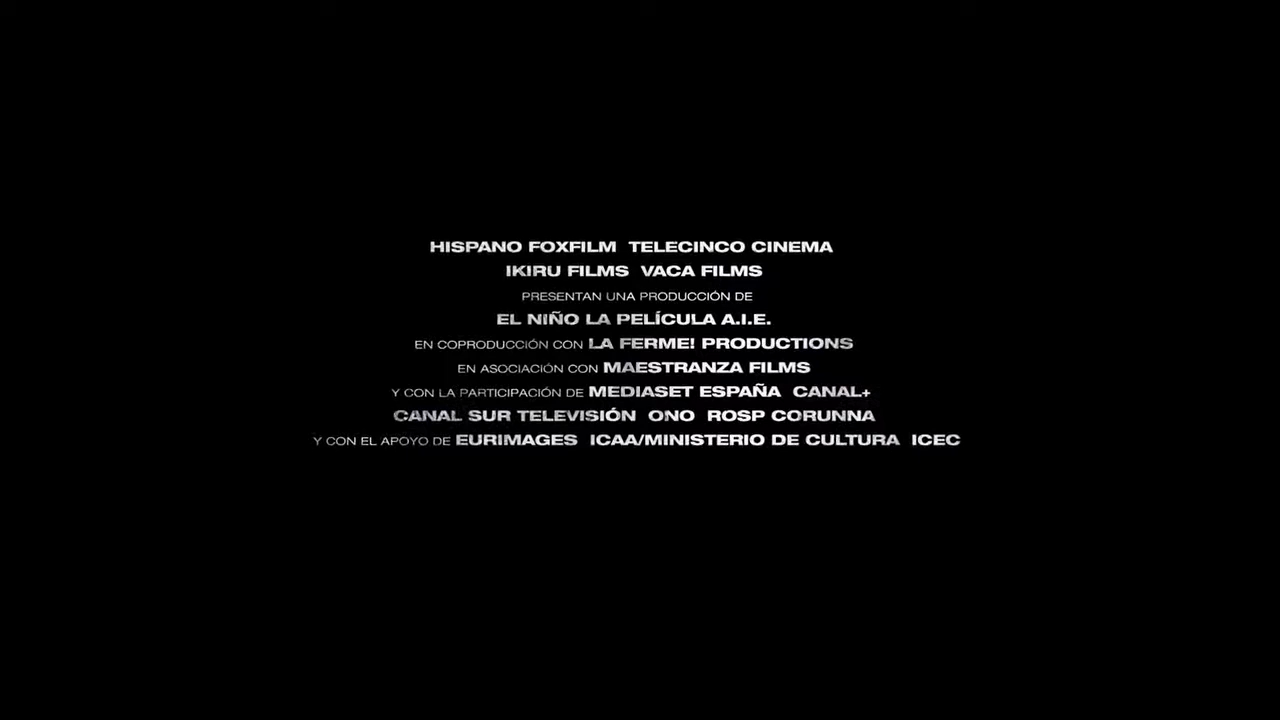 HISPANO FOXFILM TELECINCO CINEMA
IKIRU FILMS VACA FILMS
PRESENTAN UNA PRODUCCIÓN DE
EL NIÑO LA PELÍCULA A.I.E.
EN COPRODUCCIÓN CON LA FERME! PRODUCTIONS
EN ASOCIACIÓN CON MAESTRANZA FILMS
Y CON LA PARTICIPACIÓN DE MEDIASET ESPAÑA CANAL+
CANAL SUR TELEVISIÓN ONO ROSP CORUNNA
Y CON EL APOYO DE EURIMAGES ICAA/MINISTERIO DE CULTURA ICEC